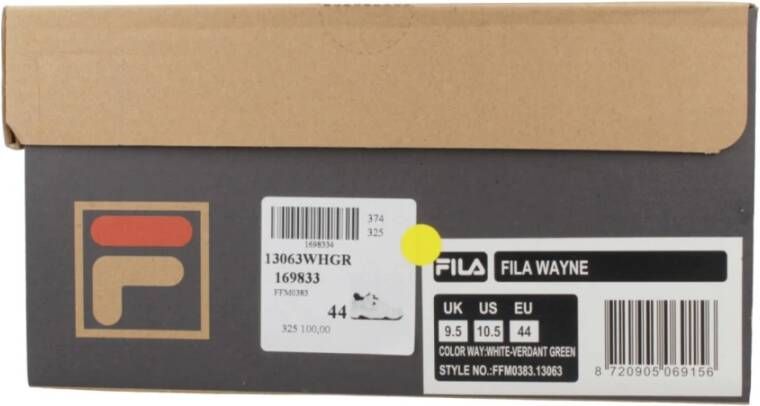 374
325
1698334
13063WHGR
169833
FFM0383
44
325 100,00
FILA FILA WAYNE
UK US EU
9.5 10.5 44
COLOR WAY:WHITE-VERDANT GREEN
STYLE NO.:FFM0383.13063
8 720905 069156